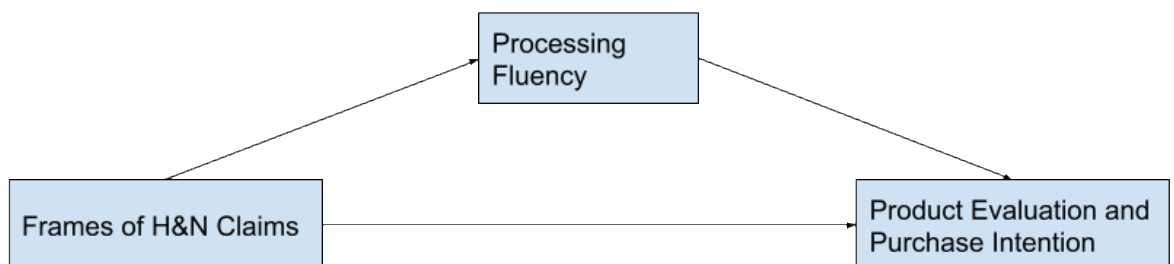 Processing
Fluency
Frames of H&N Claims
Product Evaluation and
Purchase Intention